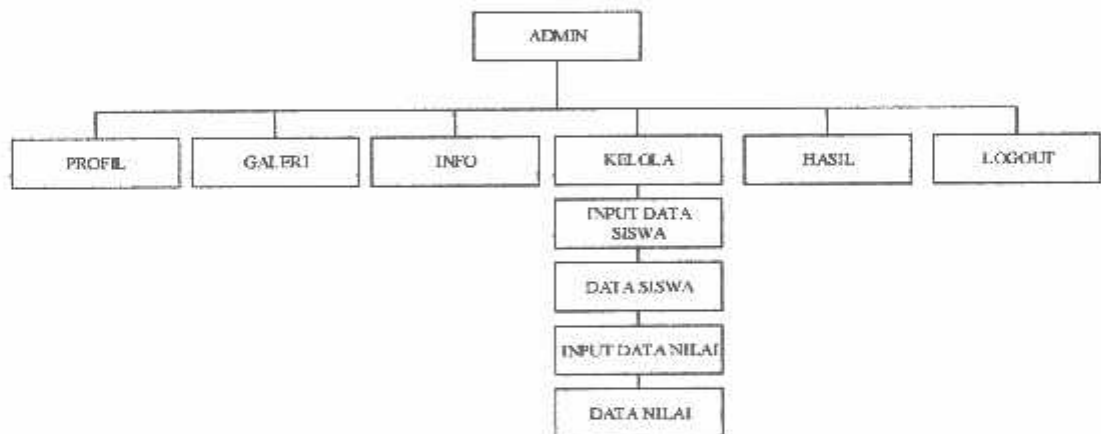 ADMIN
PROFIL
GALERI
INFO
KELOLA
HASIL
LOGOUT
INPUT DATA
SISWA
DATA SISWA
INPUT DATA NILAI
DATA NILAI